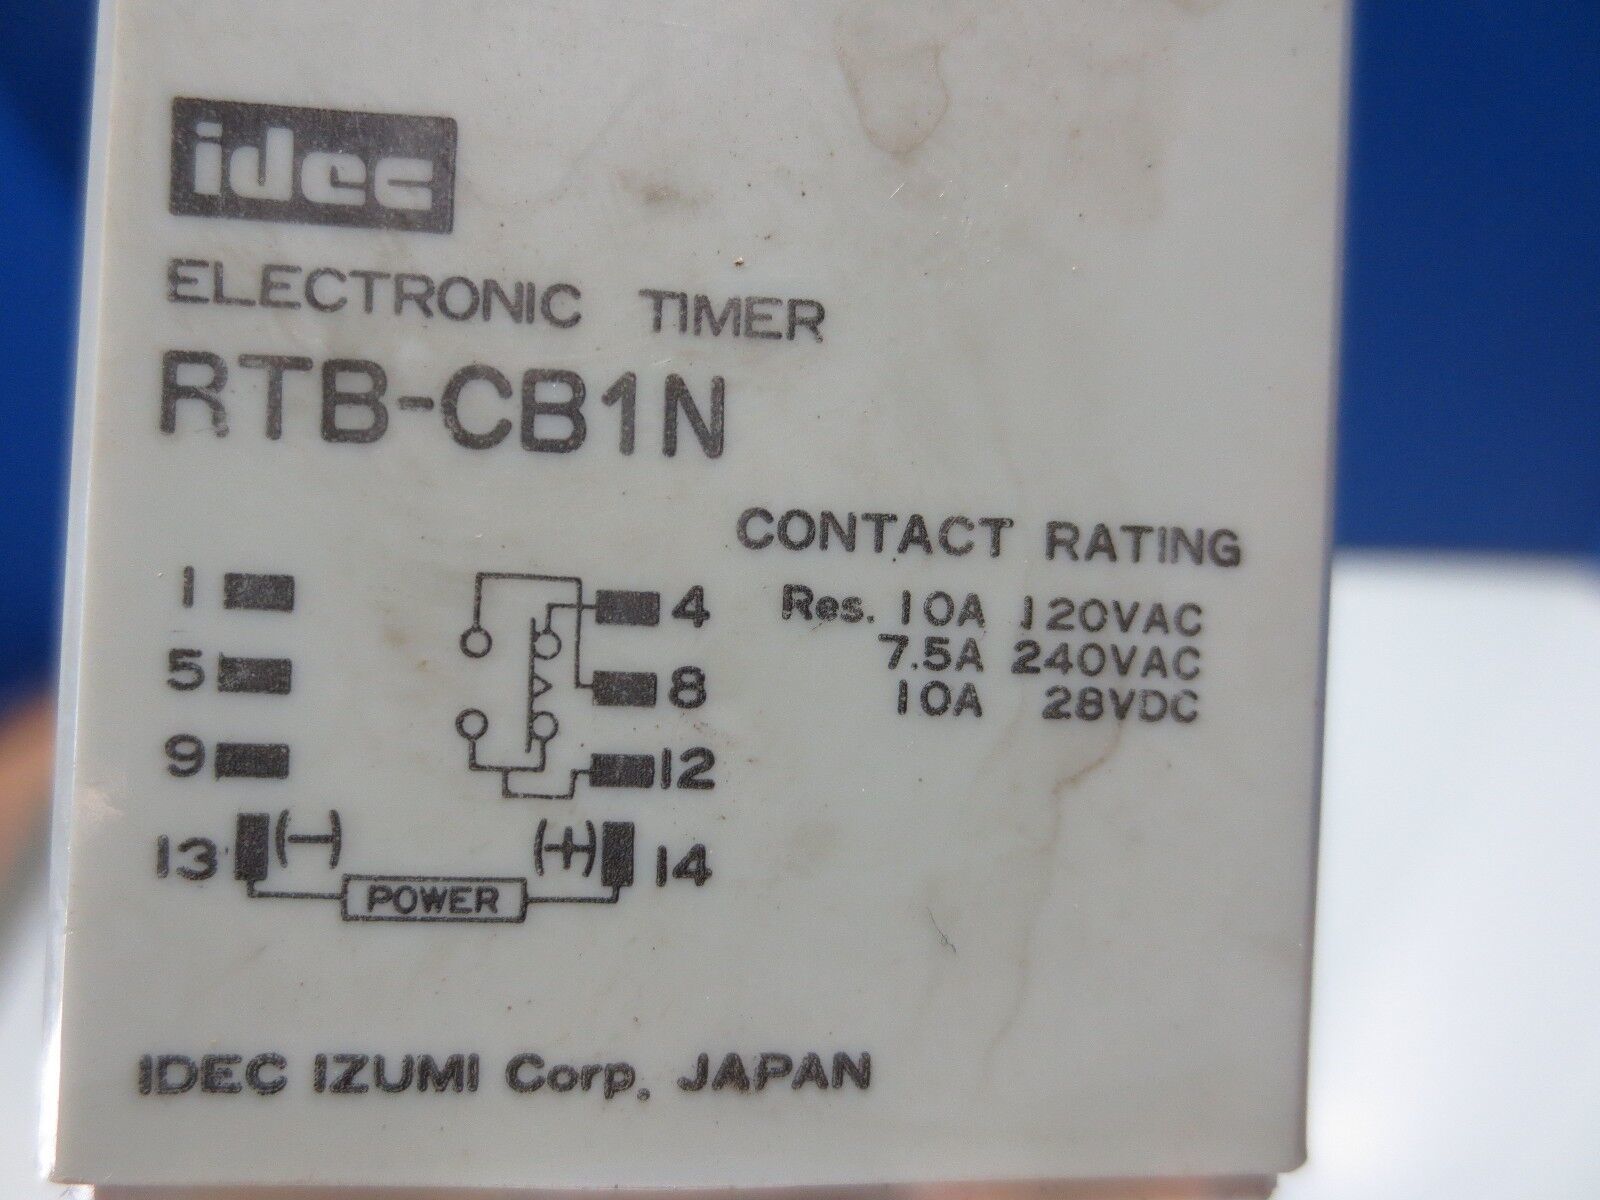 idec
ELECTRONIC TIMER
RTB-CB1N
CONTACT RATING
Res. 10A 120VAC
7.5A 240VAC
10A 28VDC
1 4
5 8
9 12
13 (-) (+) 14
POWER
IDEC IZUMI Corp. JAPAN